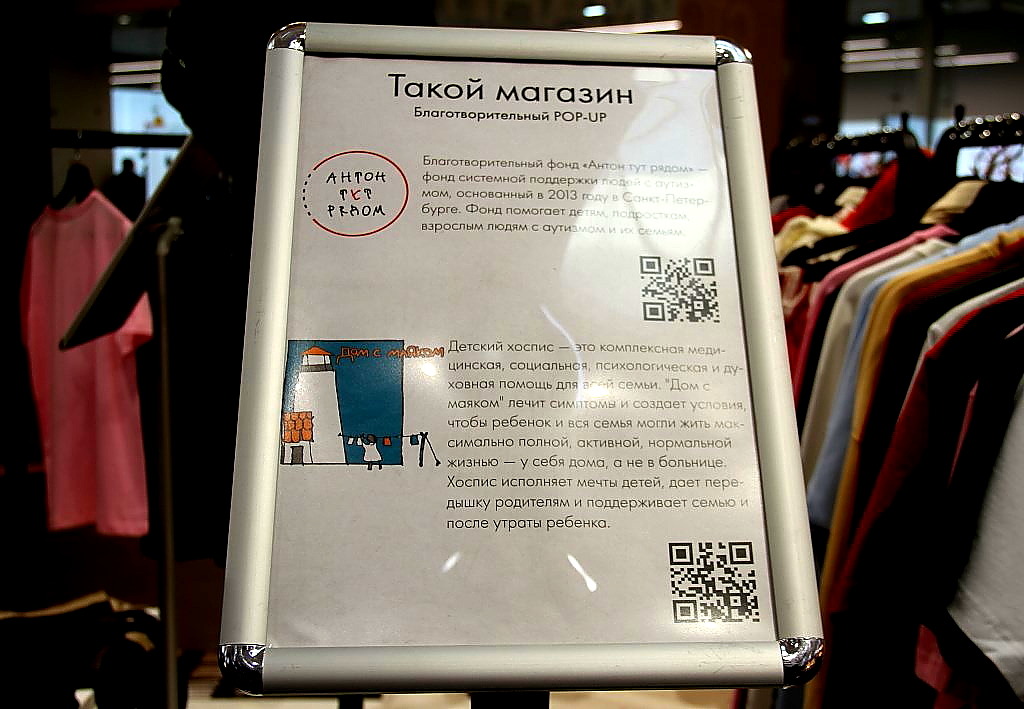 Такой магазин
Благотворительный POP-UP
АНТОН
ТУТ
РЯДОМ
Благотворительный фонд «Антон тут рядом» —
фонд системной поддержки людей с аутиз-
мом, основанный в 2013 году в Санкт-Петер-
бурге. Фонд помогает детям, подросткам,
взрослым людям с аутизмом и их семьям.
Дом с маяком
Детский хоспис — это комплексная меди-
цинская, социальная, психологическая и ду-
ховная помощь для всей семьи. "Дом с
маяком" лечит симптомы и создает условия,
чтобы ребенок и вся семья могли жить мак-
симально полной, активной, нормальной
жизнью — у себя дома, а не в больнице.
Хоспис исполняет мечты детей, дает пере-
дышку родителям и поддерживает семью и
после утраты ребенка.